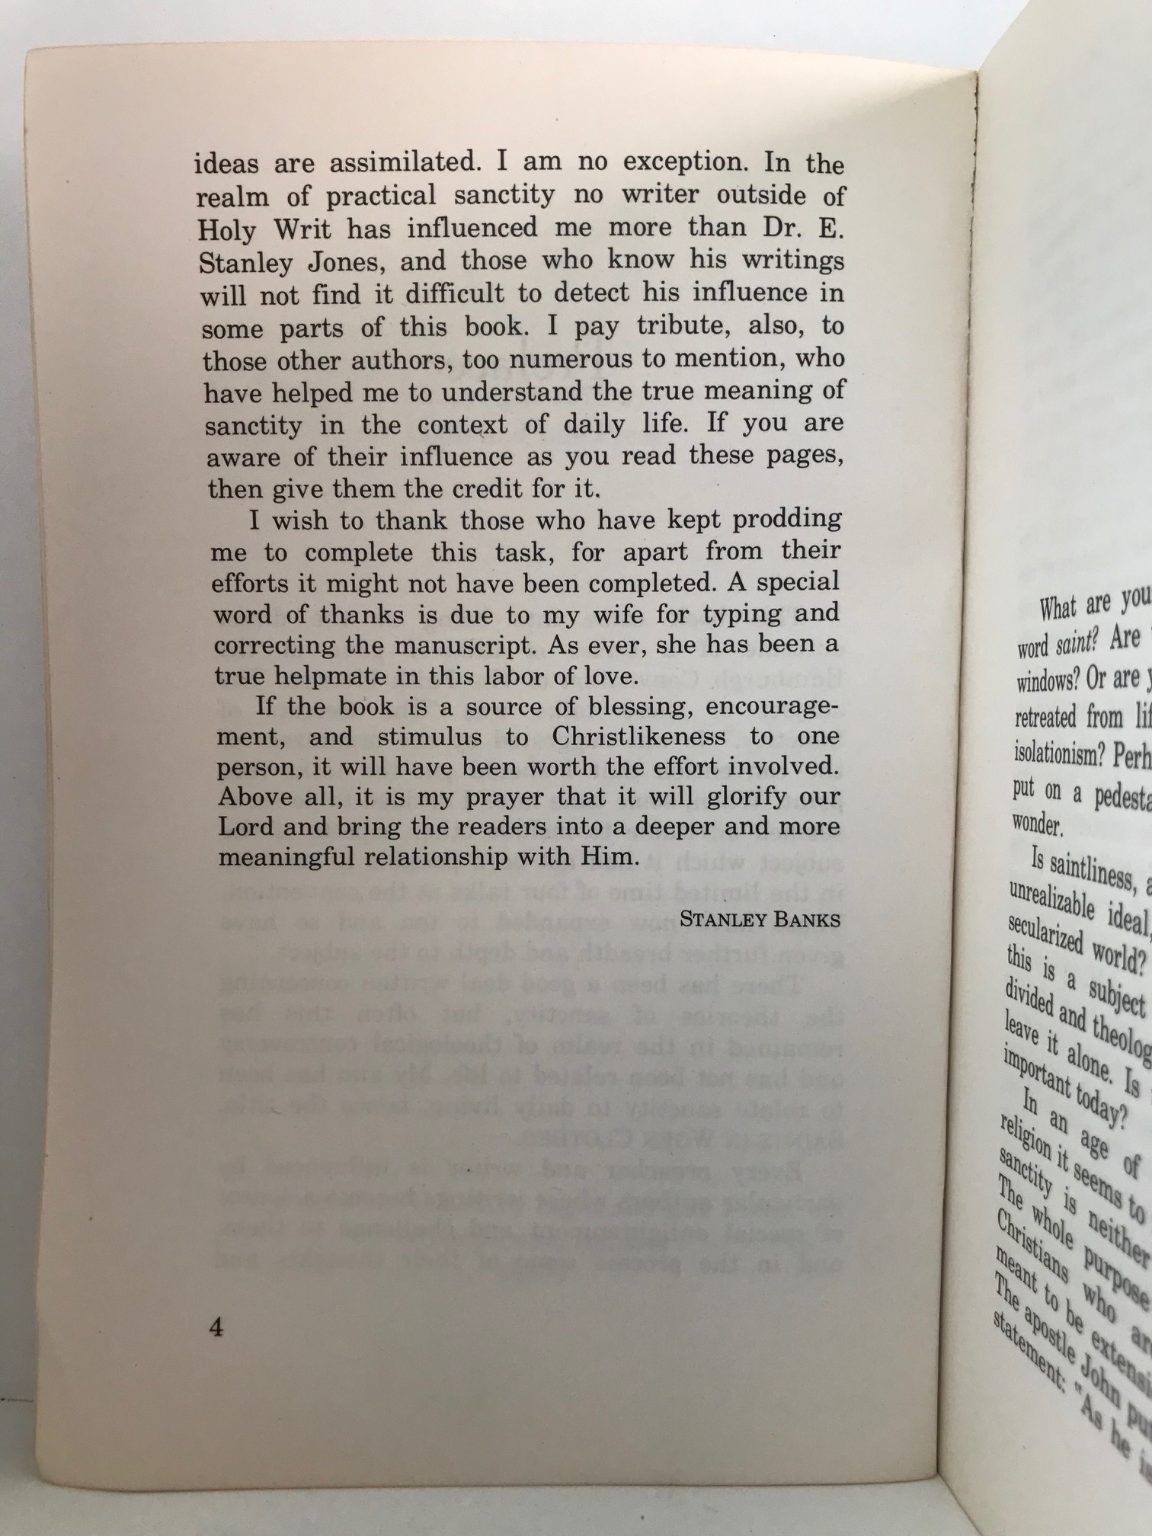 ideas are assimilated. I am no exception. In the
realm of practical sanctity no writer outside of
Holy Writ has influenced me more than Dr. E.
Stanley Jones, and those who know his writings
will not find it difficult to detect his influence in
some parts of this book. I pay tribute, also, to
those other authors, too numerous to mention, who
have helped me to understand the true meaning of
sanctity in the context of daily life. If you are
aware of their influence as you read these pages,
then give them the credit for it.
I wish to thank those who have kept prodding
me to complete this task, for apart from their
efforts it might not have been completed. A special
word of thanks is due to my wife for typing and
correcting the manuscript. As ever, she has been a
true helpmate in this labor of love.
If the book is a source of blessing, encourage-
ment, and stimulus to Christlikeness to one
person, it will have been worth the effort involved.
Above all, it is my prayer that it will glorify our
Lord and bring the readers into a deeper and more
meaningful relationship with Him.
STANLEY BANKS
4
What are you
word saint? Are
windows? Or are
retreated from
isolationism?
put on a
wonder.
Is saintliness,
unrealizable ideal,
secularized world?
this is a subject
divided and
leave it alone. Is
important today?
In an age of
religion it seems to
sanctity is neither
The whole purpose
Christians who
meant to be
The apostle John
statement: "As he